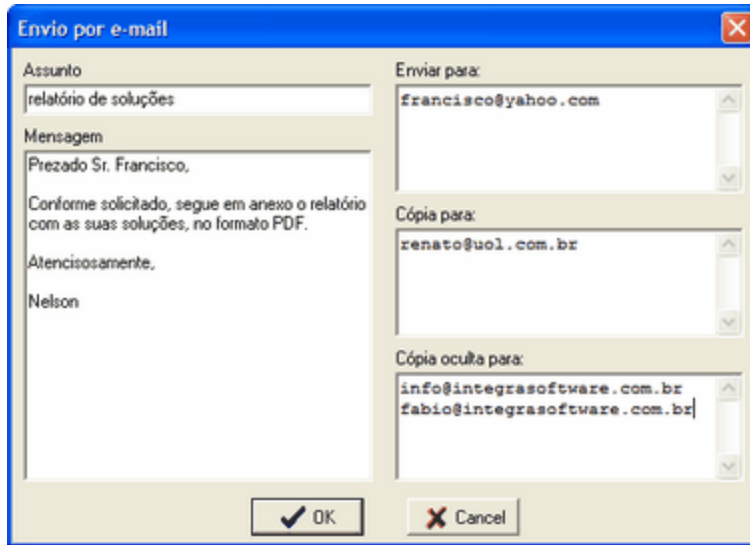 Envio por e-mail
Assunto
relatório de soluções
Mensagem
Prezado Sr. Francisco,
Conforme solicitado, segue em anexo o relatório
com as suas soluções, no formato PDF.
Atencisosamente,
Nelson
Enviar para:
francisco@yahoo.com
Cópia para:
renato@uol.com.br
Cópia oculta para:
info@integrasoftware.com.br
fabio@integrasoftware.com.br
OK
Cancel